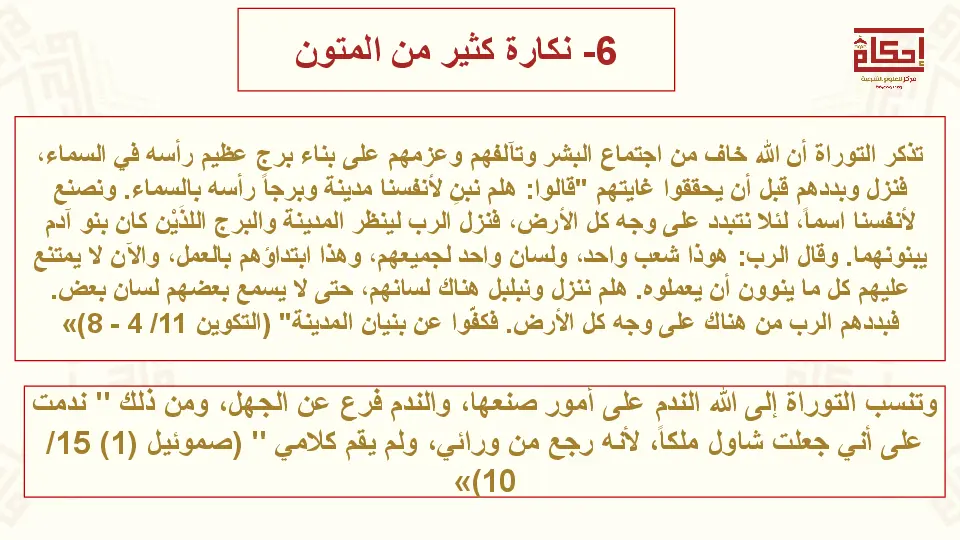 6- نكارة كثير من المتون
إحكام
مركز للعلوم الشرعية
تذكر التوراة أن الله خاف من اجتماع البشر وتآلفهم وعزمهم على بناء برج عظيم رأسه في السماء،
فنزل وبددهم قبل أن يحققوا غايتهم "قالوا: هلم نبنِ لأنفسنا مدينة وبرجاً رأسه بالسماء. ونصنع
لأنفسنا اسماً، لئلا نتبدد على وجه كل الأرض، فنزل الرب لينظر المدينة والبرج اللذَيْن كان بنو آدم
يبنونهما. وقال الرب: هوذا شعب واحد، ولسان واحد لجميعهم، وهذا ابتداؤهم بالعمل، والآن لا يمتنع
عليهم كل ما ينوون أن يعملوه. هلم ننزل ونبلبل هناك لسانهم، حتى لا يسمع بعضهم لسان بعض.
فبددهم الرب من هناك على وجه كل الأرض. فكفّوا عن بنيان المدينة" (التكوين 11/ 4 - 8)»
وتنسب التوراة إلى الله الندم على أمور صنعها، والندم فرع عن الجهل، ومن ذلك '' ندمت
على أني جعلت شاول ملكاً، لأنه رجع من ورائي، ولم يقم كلامي '' (صموئيل (1) 15/
10)»